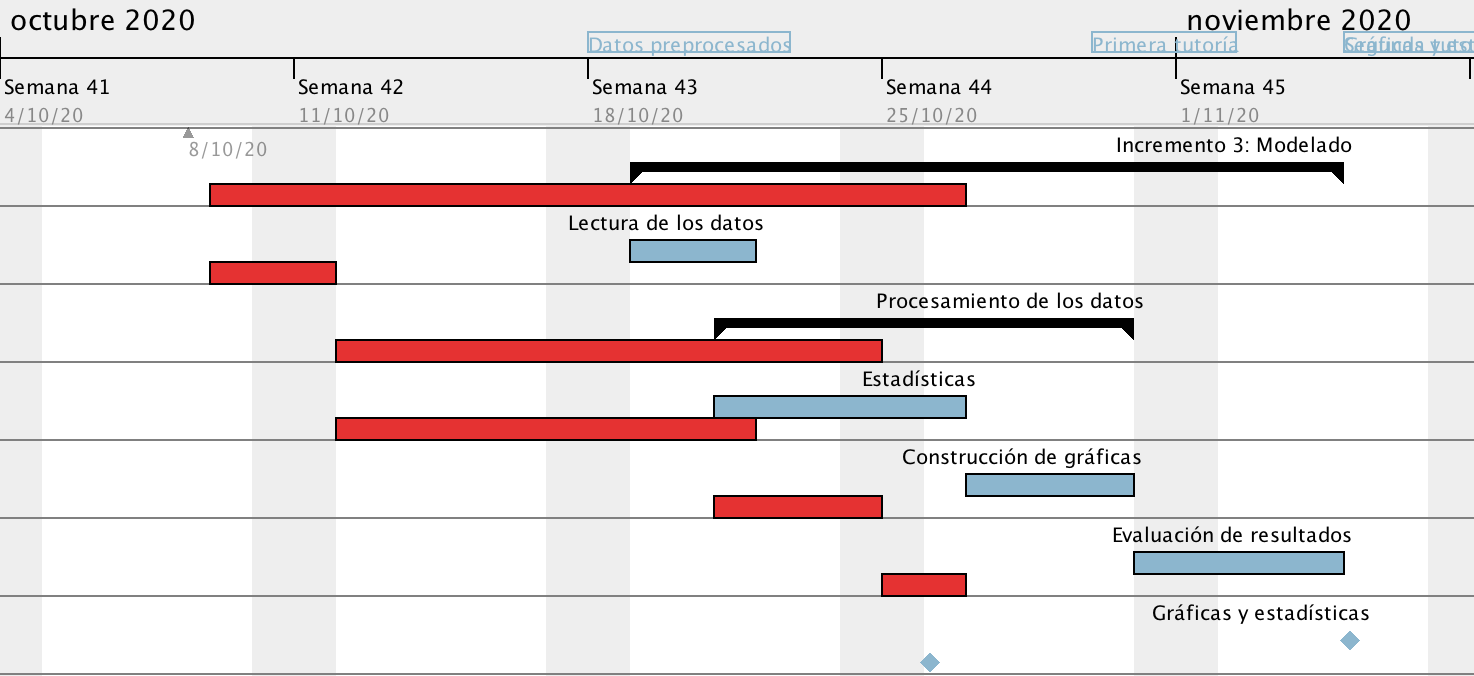 octubre 2020
noviembre 2020
Datos preprocesados
Primera tutoría
Semana 41
Semana 42
Semana 43
Semana 44
Semana 45
4/10/20
11/10/20
18/10/20
25/10/20
1/11/20
8/10/20
Incremento 3: Modelado
Lectura de los datos
Procesamiento de los datos
Estadísticas
Construcción de gráficas
Evaluación de resultados
Gráficas y estadísticas